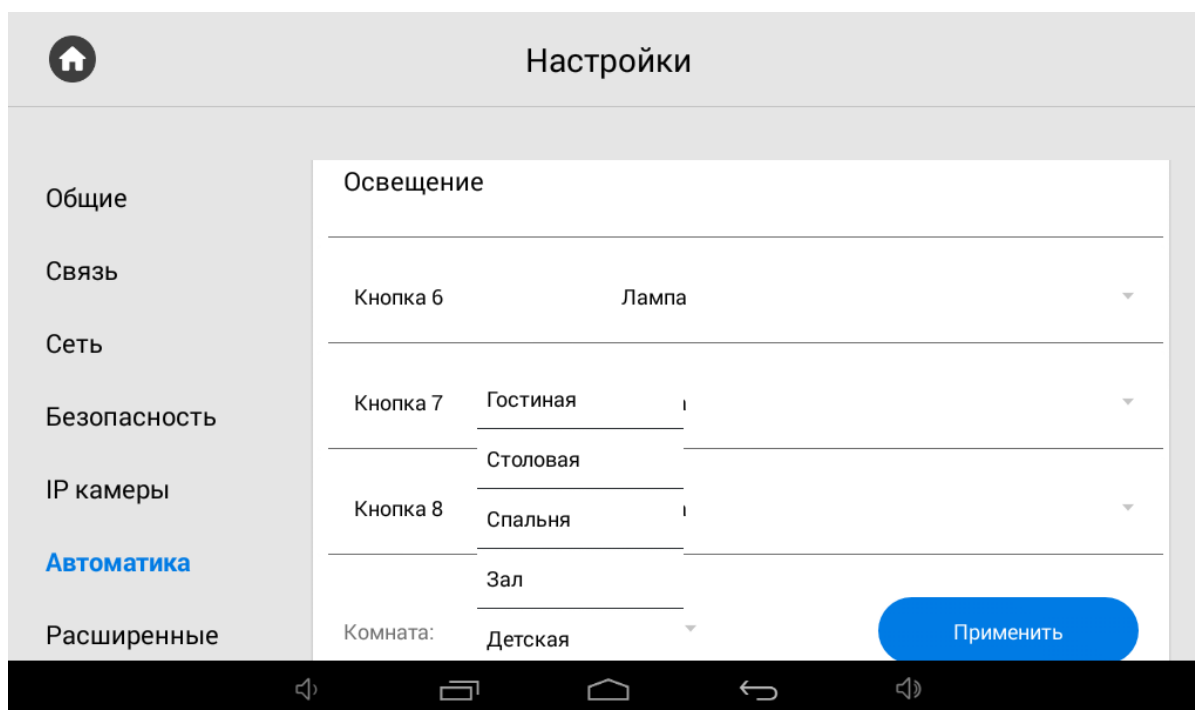 Настройки
Общие
Связь
Сеть
Безопасность
IP камеры
Автоматика
Расширенные
Освещение
Кнопка 6 Лампа
Кнопка 7
Кнопка 8
Гостиная
Столовая
Спальня
Зал
Детская
Комната:
Применить